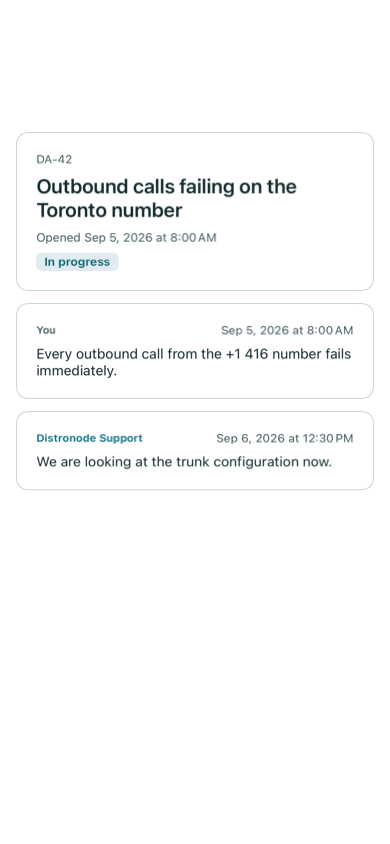 DA-42
Outbound calls failing on the
Toronto number
Opened Sep 5, 2026 at 8:00 AM
In progress
You Sep 5, 2026 at 8:00 AM
Every outbound call from the +1 416 number fails
immediately.
Distronode Support Sep 6, 2026 at 12:30 PM
We are looking at the trunk configuration now.